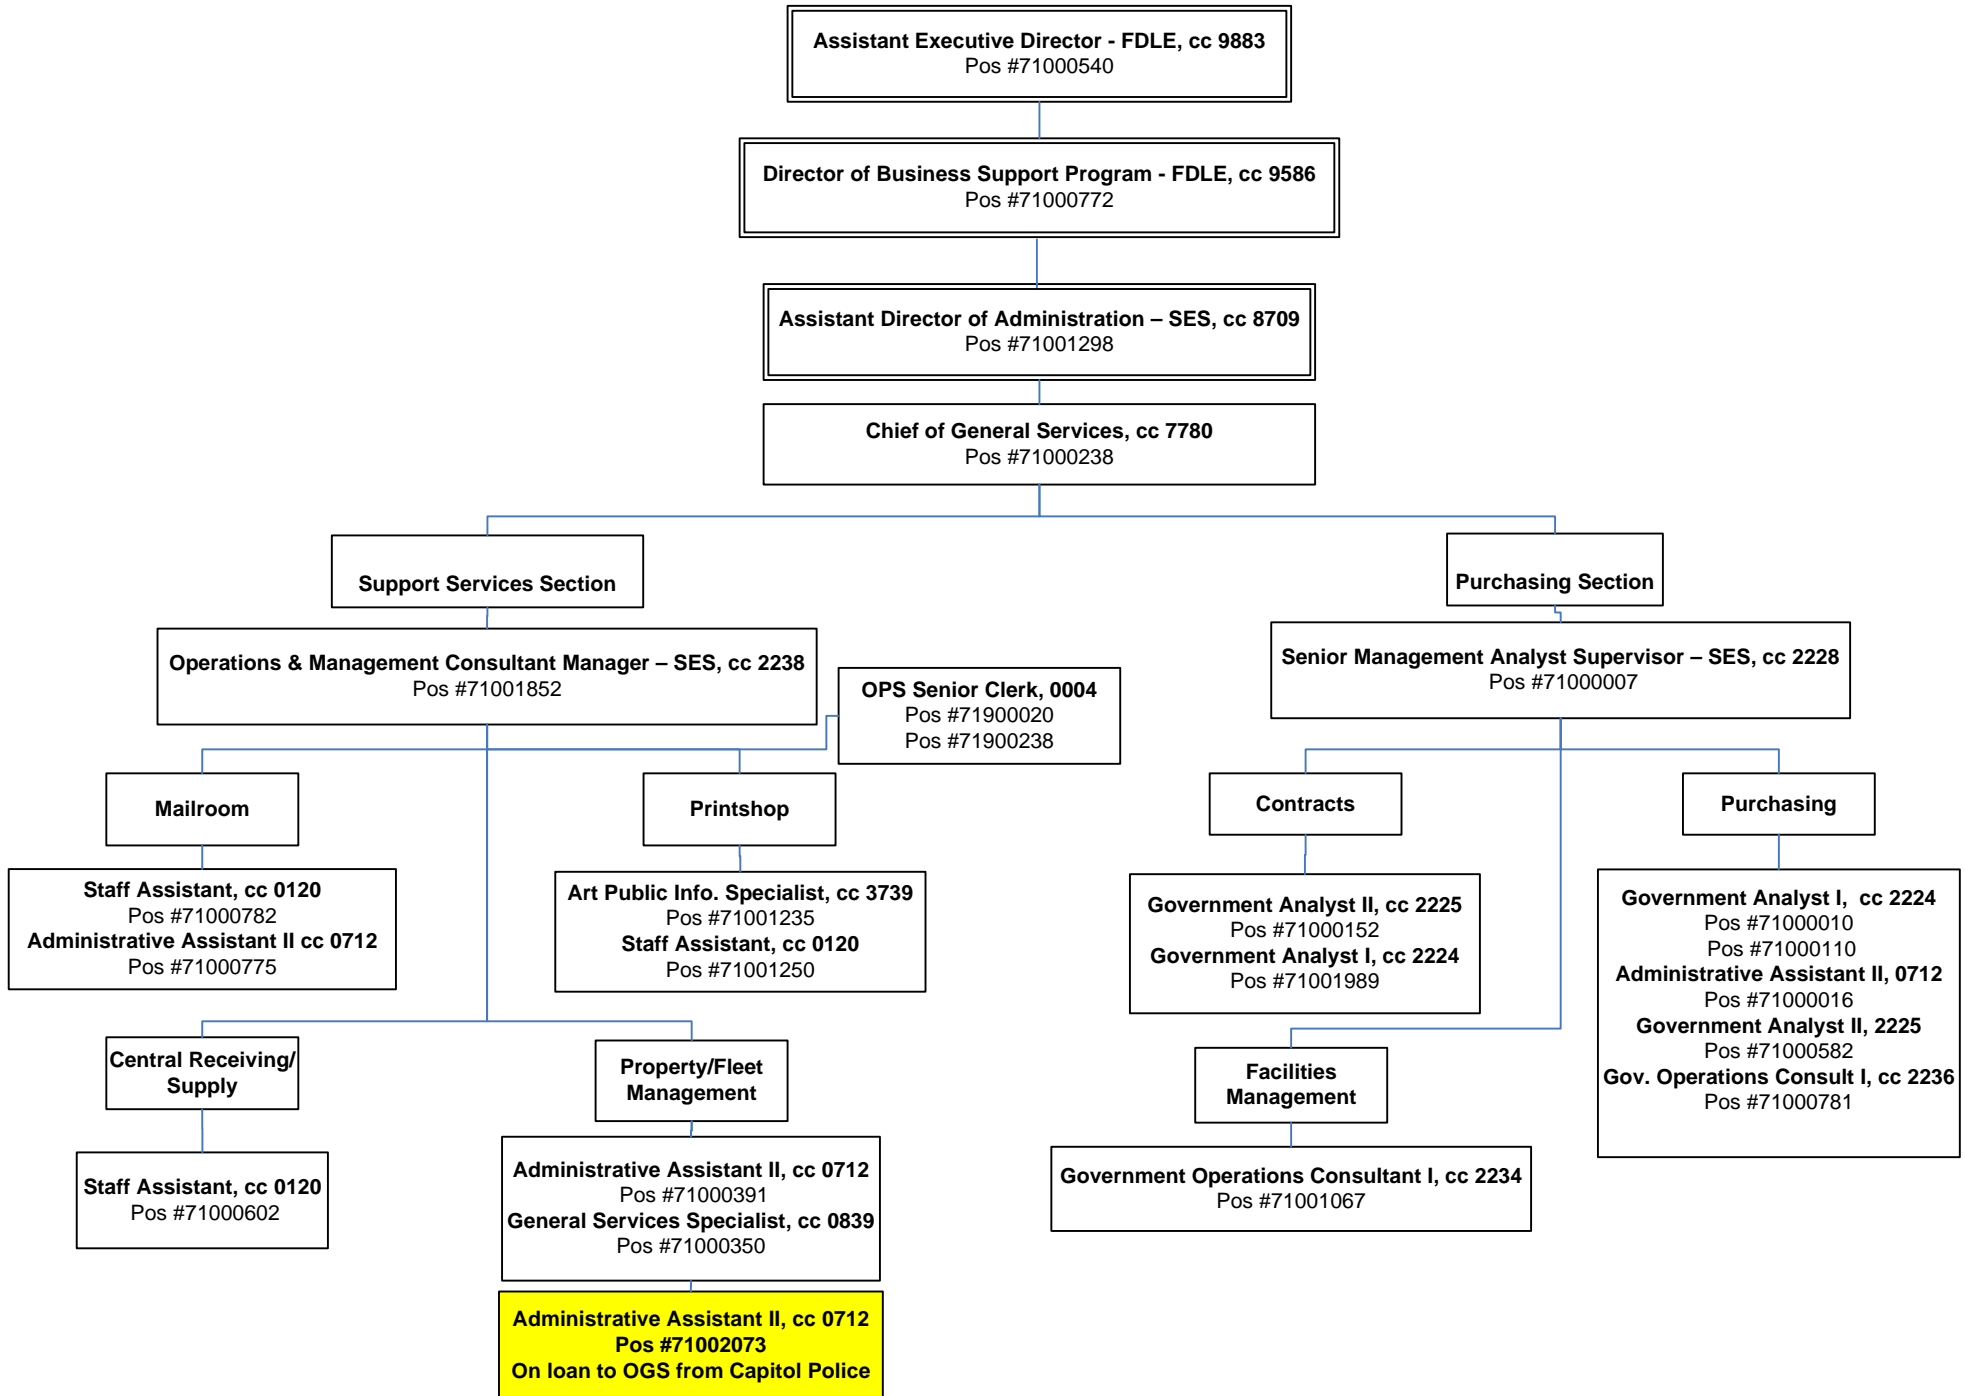 Assistant Executive Director - FDLE, cc 9883
Pos #71000540
Director of Business Support Program - FDLE, cc 9586
Pos #71000772
Assistant Director of Administration – SES, cc 8709
Pos #71001298
Chief of General Services, cc 7780
Pos #71000238
Support Services Section
Purchasing Section
Operations & Management Consultant Manager – SES, cc 2238
Pos #71001852
OPS Senior Clerk, 0004
Pos #71900020
Pos #71900238
Senior Management Analyst Supervisor – SES, cc 2228
Pos #71000007
Mailroom
Printshop
Contracts
Purchasing
Staff Assistant, cc 0120
Pos #71000782
Administrative Assistant II cc 0712
Pos #71000775
Art Public Info. Specialist, cc 3739
Pos #71001235
Staff Assistant, cc 0120
Pos #71001250
Government Analyst II, cc 2225
Pos #71000152
Government Analyst I, cc 2224
Pos #71001989
Government Analyst I,  cc 2224
Pos #71000010
Pos #71000110
Administrative Assistant II, 0712
Pos #71000016
Government Analyst II, 2225
Pos #71000582
Gov. Operations Consult I, cc 2236
Pos #71000781
Central Receiving/
Supply
Property/Fleet
Management
Facilities
Management
Staff Assistant, cc 0120
Pos #71000602
Administrative Assistant II, cc 0712
Pos #71000391
General Services Specialist, cc 0839
Pos #71000350
Government Operations Consultant I, cc 2234
Pos #71001067
Administrative Assistant II, cc 0712
Pos #71002073
On loan to OGS from Capitol Police